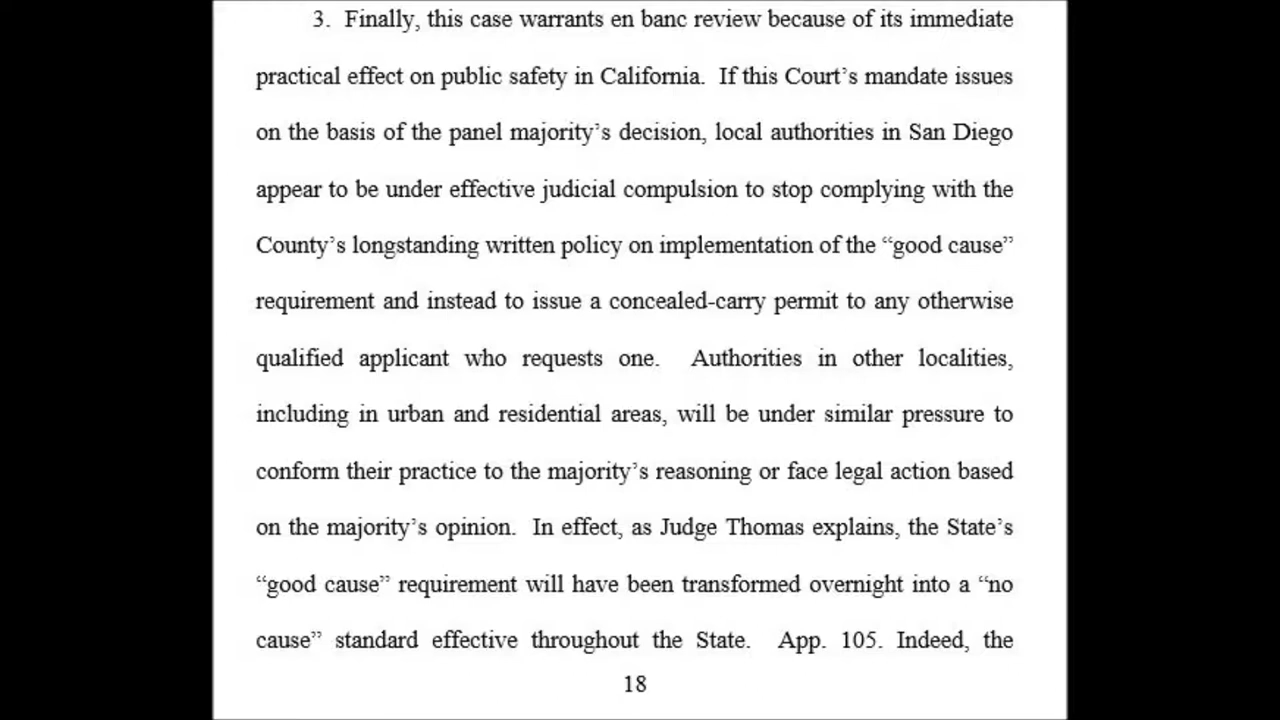 3. Finally, this case warrants en banc review because of its immediate
practical effect on public safety in California. If this Court’s mandate issues
on the basis of the panel majority’s decision, local authorities in San Diego
appear to be under effective judicial compulsion to stop complying with the
County’s longstanding written policy on implementation of the “good cause”
requirement and instead to issue a concealed-carry permit to any otherwise
qualified applicant who requests one. Authorities in other localities,
including in urban and residential areas, will be under similar pressure to
conform their practice to the majority’s reasoning or face legal action based
on the majority’s opinion. In effect, as Judge Thomas explains, the State’s
“good cause” requirement will have been transformed overnight into a “no
cause” standard effective throughout the State. App. 105. Indeed, the
18